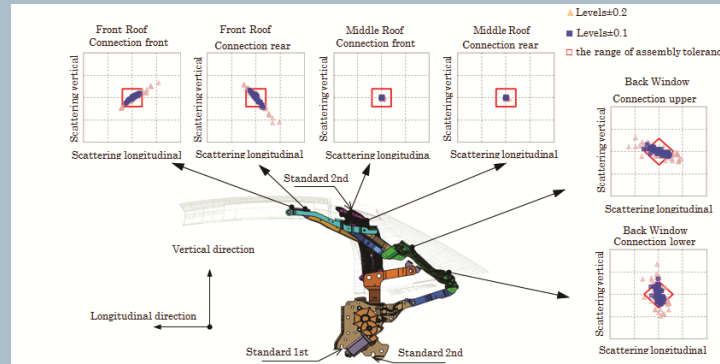 Levels±0.2
Levels±0.1
the range of assembly toleranc
Front Roof
Connection front
Front Roof
Connection rear
Middle Roof
Connection front
Middle Roof
Connection rear
Scattering vertical
Scattering longitudinal
Scattering vertical
Scattering longitudinal
Scattering vertical
Scattering longitudinal
Scattering vertical
Scattering longitudinal
Back Window
Connection upper
Scattering vertical
Scattering longitudinal
Back Window
Connection lower
Scattering vertical
Scattering longitudinal
Standard 2nd
Vertical direction
Longitudinal direction
Standard 1st
Standard 2nd